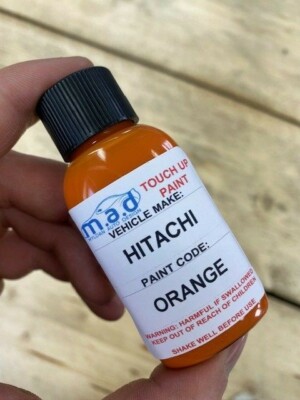 m.a.d
TOUCH UP
PAINT
VEHICLE MAKE:
HITACHI
PAINT CODE:
ORANGE
WARNING: HARMFUL IF SWALLOWED
KEEP OUT OF REACH OF CHILDREN
SHAKE WELL BEFORE USE